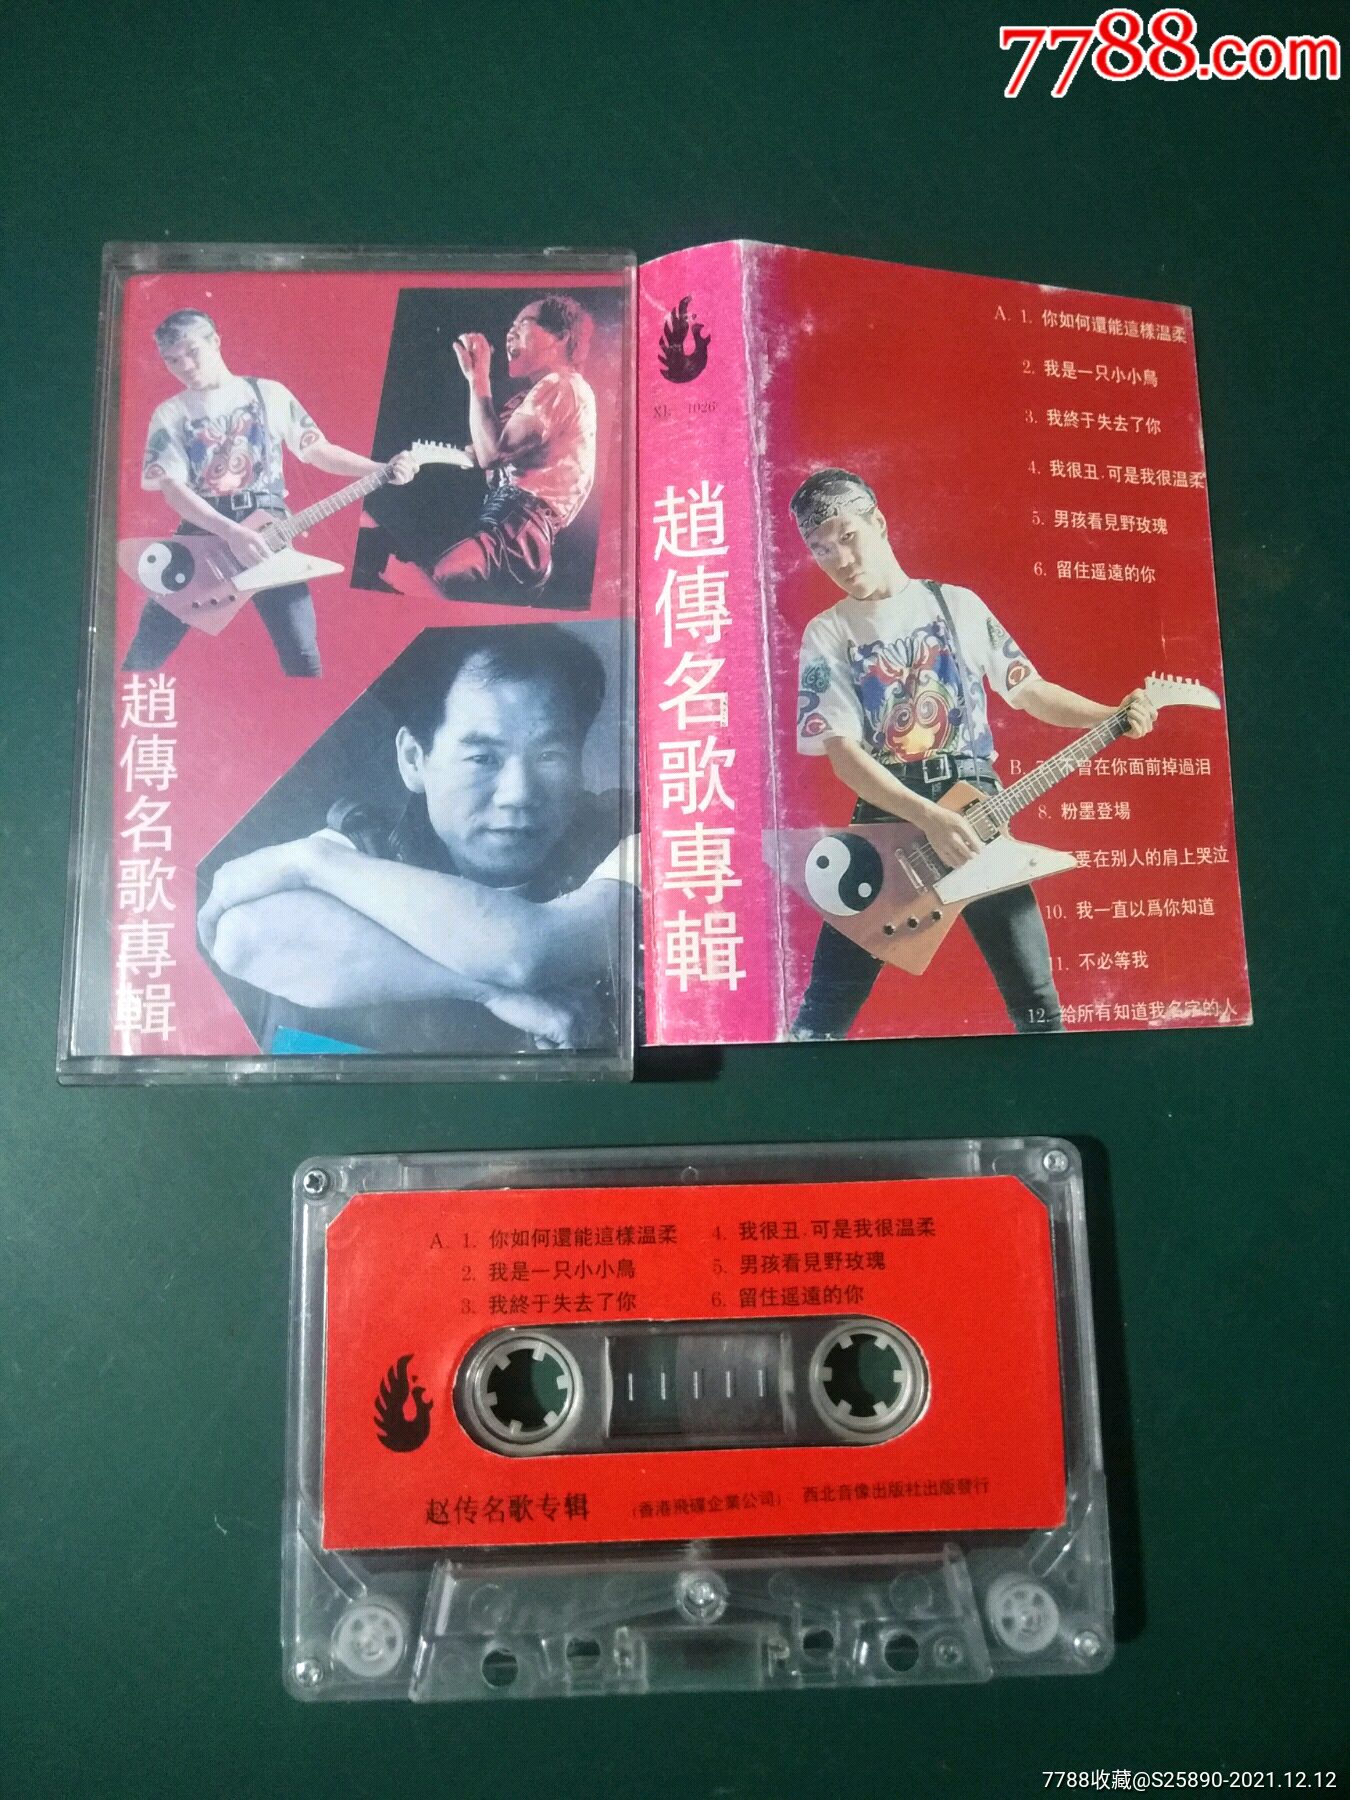 7788.com
趙傳名歌專輯
XJ- 1026
趙傳名歌專輯
A. 1. 你如何還能這樣温柔
2. 我是一只小小鳥
3. 我終于失去了你
4. 我很丑.可是我很温柔
5. 男孩看見野玫瑰
6. 留住遥遠的你
B. 不曾在你面前掉過泪
8. 粉墨登場
要在别人的肩上哭泣
10. 我一直以爲你知道
11. 不必等我
12. 给所有知道我名字的人
A. 1. 你如何還能這樣温柔
2. 我是一只小小鳥
3. 我終于失去了你
4. 我很丑.可是我很温柔
5. 男孩看見野玫瑰
6. 留住遥遠的你
赵传名歌专辑 (香港飛碟企業公司) 西北音像出版社出版發行
7788收藏@S25890-2021.12.12